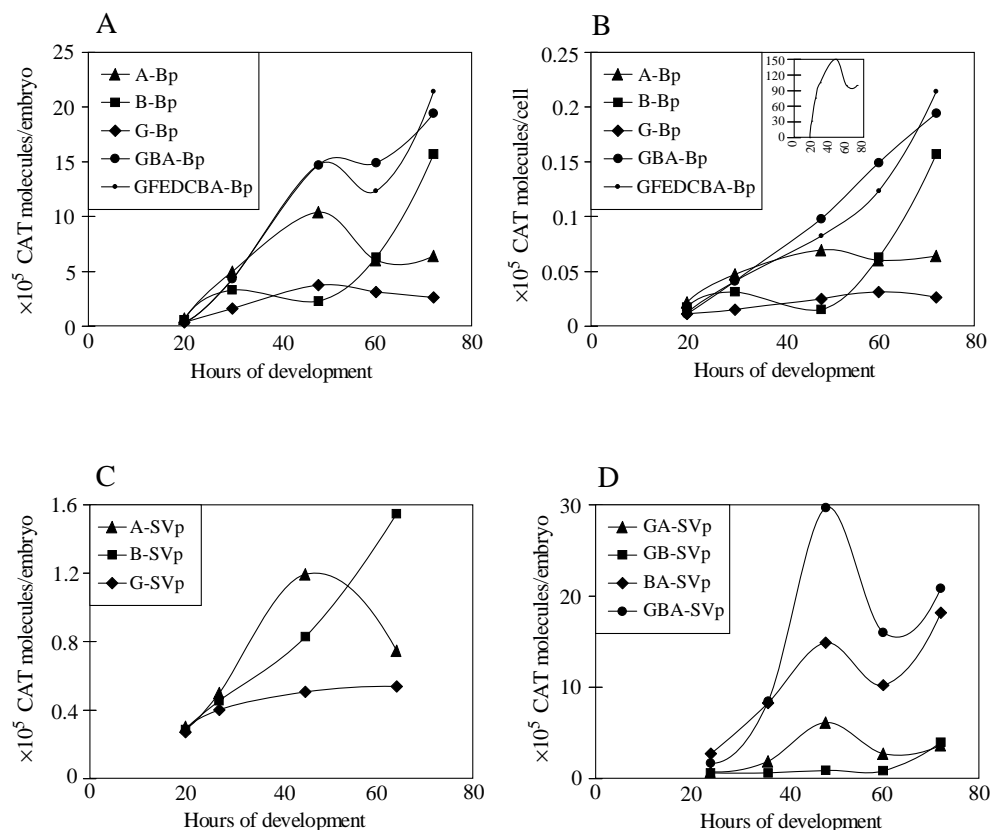 A
×10⁵ CAT molecules/embryo
25
20
15
10
5
0
A-Bp
B-Bp
G-Bp
GBA-Bp
GFEDCBA-Bp
0 20 40 60 80
Hours of development
B
×10⁵ CAT molecules/cell
0.25
0.2
0.15
0.1
0.05
0
A-Bp
B-Bp
G-Bp
GBA-Bp
GFEDCBA-Bp
150
120
90
60
30
0
0 20 40 60 80
0 20 40 60 80
Hours of development
C
×10⁵ CAT molecules/embryo
1.6
1.2
0.8
0.4
0
A-SVp
B-SVp
G-SVp
0 20 40 60 80
Hours of development
D
×10⁵ CAT molecules/embryo
30
20
10
0
GA-SVp
GB-SVp
BA-SVp
GBA-SVp
0 20 40 60 80
Hours of development